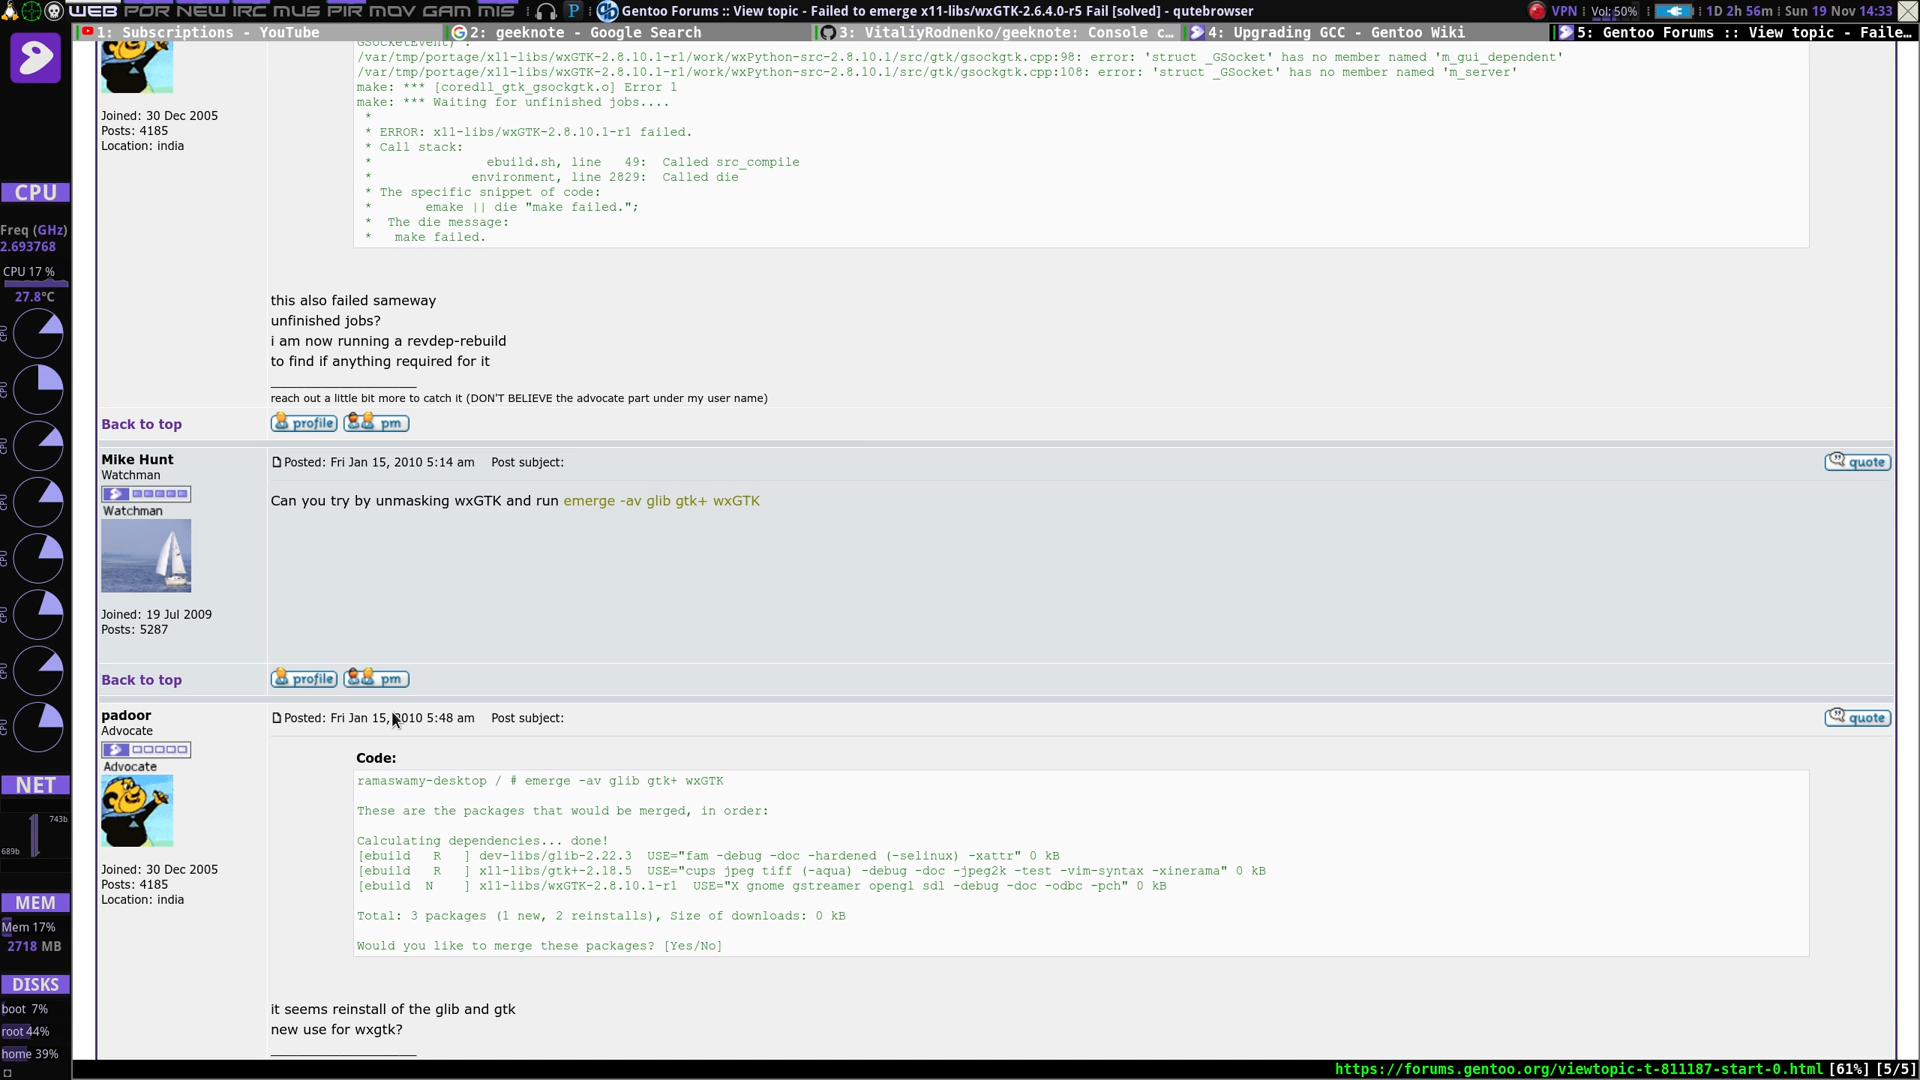 WEB POR NEW IRC MUS PIR MOV GAM MIS
Gentoo Forums :: View topic - Failed to emerge x11-libs/wxGTK-2.6.4.0-r5 Fail [solved] - qutebrowser
VPN
Vol: 50%
1D 2h 56m
Sun 19 Nov 14:33
1: Subscriptions - YouTube
2: geeknote - Google Search
3: VitaliyRodnenko/geeknote: Console c…
4: Upgrading GCC - Gentoo Wiki
5: Gentoo Forums :: View topic - Faile…
CPU
Freq (GHz)
2.693768
CPU 17 %
27.8°C
CPU
CPU
CPU
CPU
CPU
CPU
CPU
CPU
NET
743b
689b
MEM
Mem 17%
2718 MB
DISKS
boot 7%
root 44%
home 39%
Joined: 30 Dec 2005
Posts: 4185
Location: india
GSocketEvent)':
/var/tmp/portage/x11-libs/wxGTK-2.8.10.1-r1/work/wxPython-src-2.8.10.1/src/gtk/gsockgtk.cpp:98: error: 'struct _GSocket' has no member named 'm_gui_dependent'
/var/tmp/portage/x11-libs/wxGTK-2.8.10.1-r1/work/wxPython-src-2.8.10.1/src/gtk/gsockgtk.cpp:108: error: 'struct _GSocket' has no member named 'm_server'
make: *** [coredll_gtk_gsockgtk.o] Error 1
make: *** Waiting for unfinished jobs....
*
* ERROR: x11-libs/wxGTK-2.8.10.1-r1 failed.
* Call stack:
* ebuild.sh, line 49: Called src_compile
* environment, line 2829: Called die
* The specific snippet of code:
* emake || die "make failed.";
* The die message:
* make failed.
this also failed sameway
unfinished jobs?
i am now running a revdep-rebuild
to find if anything required for it
_________________
reach out a little bit more to catch it (DON'T BELIEVE the advocate part under my user name)
Back to top
profile pm
Mike Hunt
Watchman
Watchman
Joined: 19 Jul 2009
Posts: 5287
Posted: Fri Jan 15, 2010 5:14 am Post subject:
quote
Can you try by unmasking wxGTK and run emerge -av glib gtk+ wxGTK
Back to top
profile pm
padoor
Advocate
Advocate
Joined: 30 Dec 2005
Posts: 4185
Location: india
Posted: Fri Jan 15, 2010 5:48 am Post subject:
quote
Code:
ramaswamy-desktop / # emerge -av glib gtk+ wxGTK
These are the packages that would be merged, in order:
Calculating dependencies... done!
[ebuild R ] dev-libs/glib-2.22.3 USE="fam -debug -doc -hardened (-selinux) -xattr" 0 kB
[ebuild R ] x11-libs/gtk+-2.18.5 USE="cups jpeg tiff (-aqua) -debug -doc -jpeg2k -test -vim-syntax -xinerama" 0 kB
[ebuild N ] x11-libs/wxGTK-2.8.10.1-r1 USE="X gnome gstreamer opengl sdl -debug -doc -odbc -pch" 0 kB
Total: 3 packages (1 new, 2 reinstalls), Size of downloads: 0 kB
Would you like to merge these packages? [Yes/No]
it seems reinstall of the glib and gtk
new use for wxgtk?
_________________
https://forums.gentoo.org/viewtopic-t-811187-start-0.html [61%] [5/5]